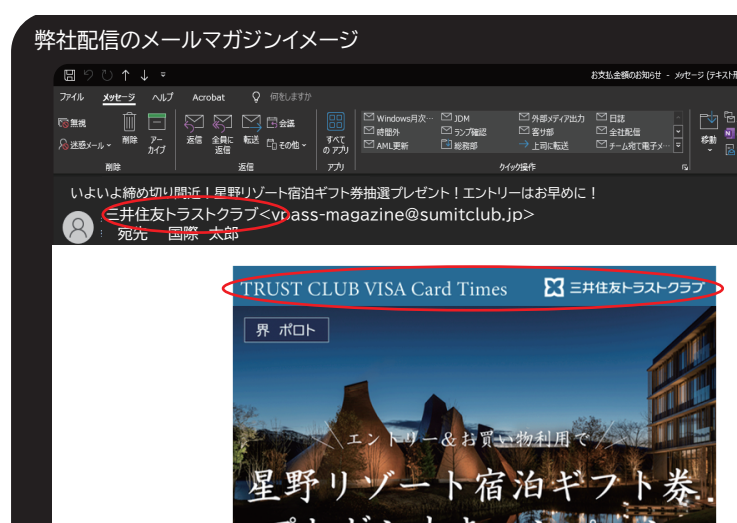 弊社配信のメールマガジンイメージ
お支払金額のお知らせ - メッセージ (テキスト形
ファイル メッセージ ヘルプ Acrobat 何をしますか
無視 迷惑メール 削除 アーカイブ 返信 全員に返信 転送 会議 その他 すべてのアプリ
Windows月次… JDM 外部メディア出力 日誌
時間外 ランプ確認 客サ部 全社配信
AML更新 総務部 上司に転送 チーム宛て電子メ… 移動
削除 返信 アプリ クイック操作
いよいよ締め切り間近！星野リゾート宿泊ギフト券抽選プレゼント！エントリーはお早めに！
三井住友トラストクラブ<vpass-magazine@sumitclub.jp>
宛先 国際 太郎
TRUST CLUB VISA Card Times 三井住友トラストクラブ
界 ポロト
エントリー&お買い物利用で
星野リゾート宿泊ギフト券